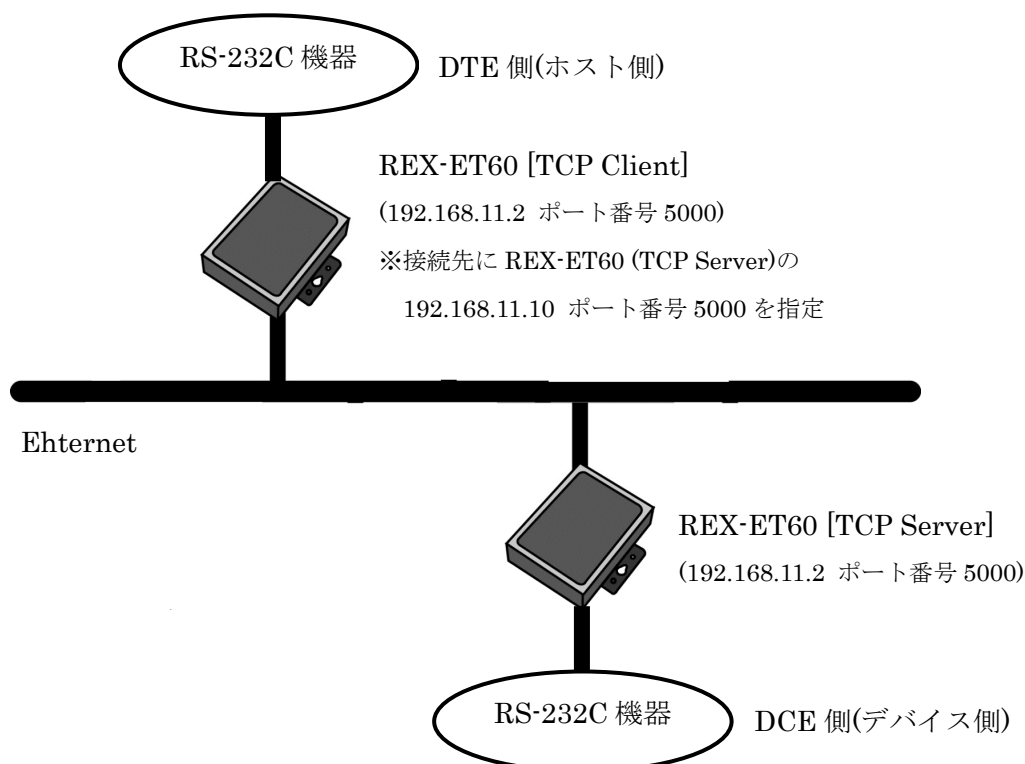 RS-232C 機器
DTE 側(ホスト側)
REX-ET60 [TCP Client]
(192.168.11.2 ポート番号 5000)
※接続先に REX-ET60 (TCP Server)の
192.168.11.10 ポート番号 5000 を指定
Ehternet
REX-ET60 [TCP Server]
(192.168.11.2 ポート番号 5000)
RS-232C 機器
DCE 側(デバイス側)